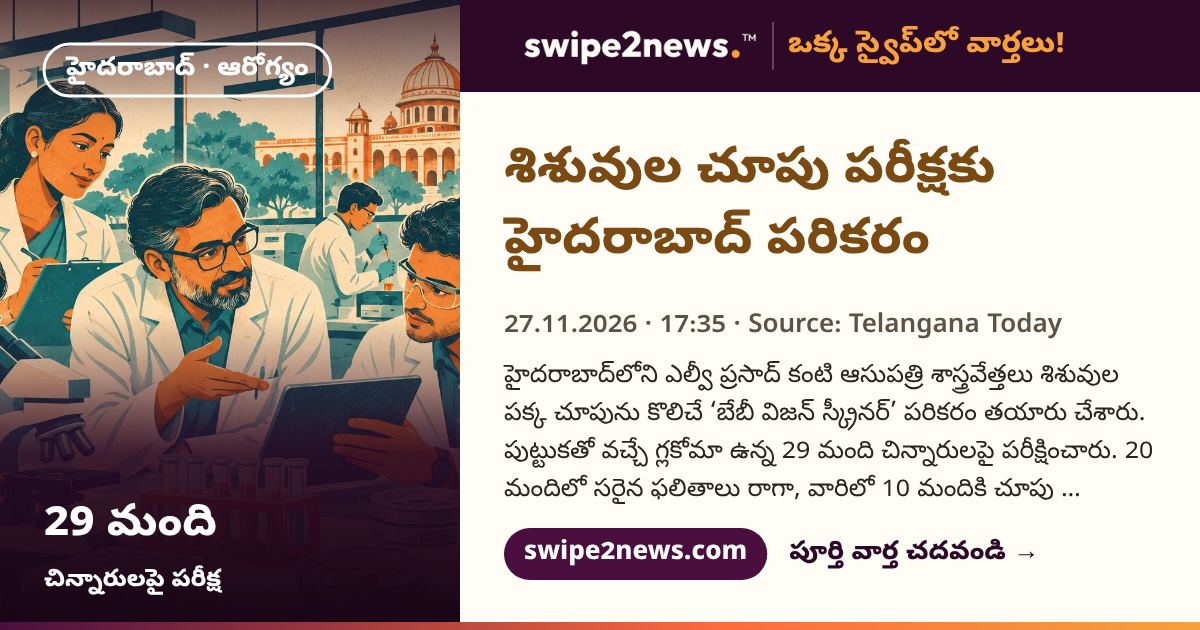 హైదరాబాద్ · ఆరోగ్యం
29 మంది
చిన్నారులపై పరీక్ష
swipe2news.™
ఒక్క స్వైప్‌లో వార్తలు!
శిశువుల చూపు పరీక్షకు
హైదరాబాద్ పరికరం
27.11.2026 · 17:35 · Source: Telangana Today
హైదరాబాద్‌లోని ఎల్వీ ప్రసాద్ కంటి ఆసుపత్రి శాస్త్రవేత్తలు శిశువుల
పక్క చూపును కొలిచే ‘బేబీ విజన్ స్క్రీనర్’ పరికరం తయారు చేశారు.
పుట్టుకతో వచ్చే గ్లకోమా ఉన్న 29 మంది చిన్నారులపై పరీక్షించారు. 20
మందిలో సరైన ఫలితాలు రాగా, వారిలో 10 మందికి చూపు ...
swipe2news.com
పూర్తి వార్త చదవండి →